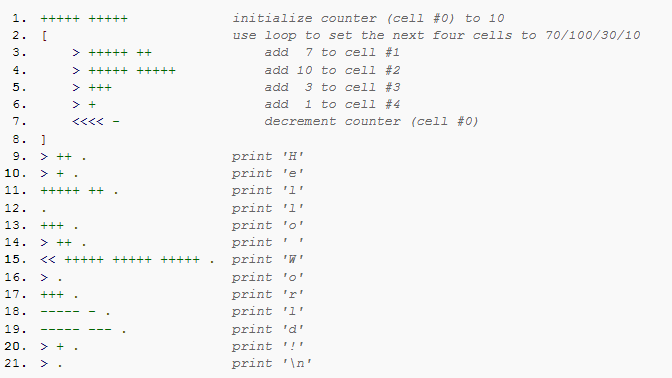 1. +++++ +++++ initialize counter (cell #0) to 10
2. [ use loop to set the next four cells to 70/100/30/10
3. > +++++ ++ add 7 to cell #1
4. > +++++ +++++ add 10 to cell #2
5. > +++ add 3 to cell #3
6. > + add 1 to cell #4
7. <<<< - decrement counter (cell #0)
8. ]
9. > ++ . print 'H'
10. > + . print 'e'
11. +++++ ++ . print 'l'
12. . print 'l'
13. +++ . print 'o'
14. > ++ . print ' '
15. << +++++ +++++ +++++ . print 'W'
16. > . print 'o'
17. +++ . print 'r'
18. ----- - . print 'l'
19. ----- --- . print 'd'
20. > + . print '!'
21. > . print '\n'